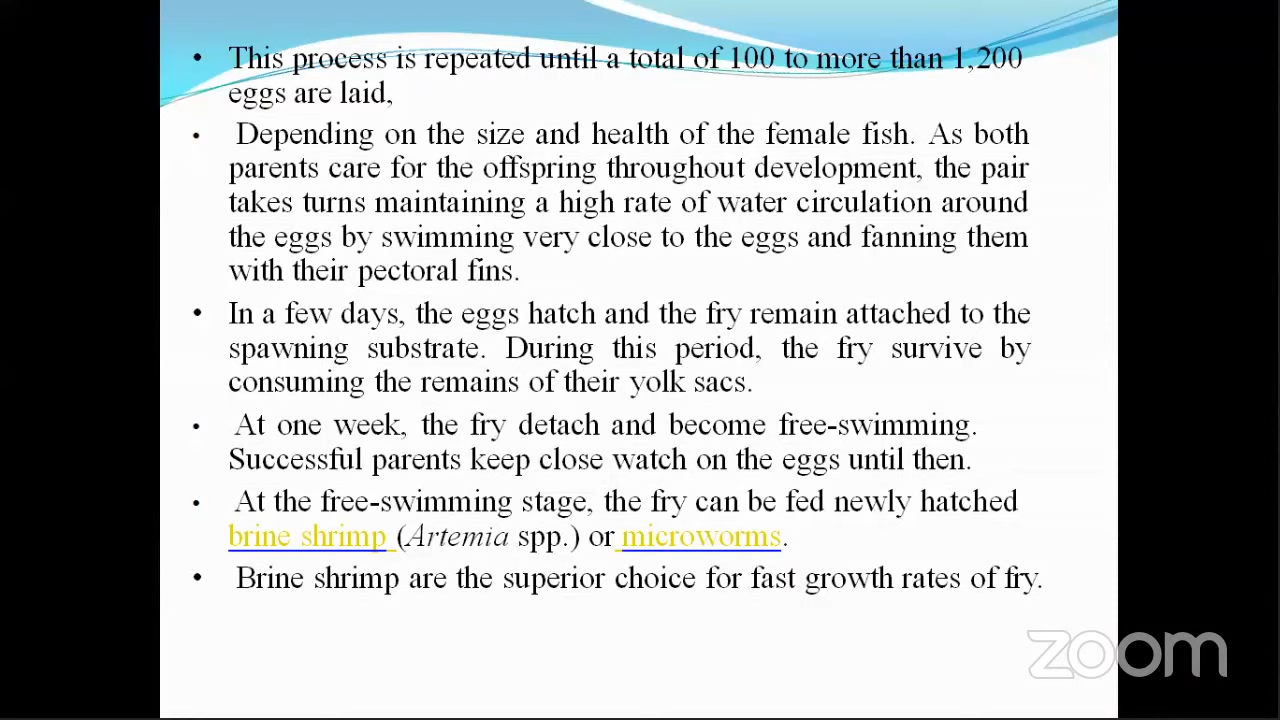 • This process is repeated until a total of 100 to more than 1,200
eggs are laid,
• Depending on the size and health of the female fish. As both
parents care for the offspring throughout development, the pair
takes turns maintaining a high rate of water circulation around
the eggs by swimming very close to the eggs and fanning them
with their pectoral fins.
• In a few days, the eggs hatch and the fry remain attached to the
spawning substrate. During this period, the fry survive by
consuming the remains of their yolk sacs.
• At one week, the fry detach and become free-swimming.
Successful parents keep close watch on the eggs until then.
• At the free-swimming stage, the fry can be fed newly hatched
brine shrimp (Artemia spp.) or microworms.
• Brine shrimp are the superior choice for fast growth rates of fry.
zoom